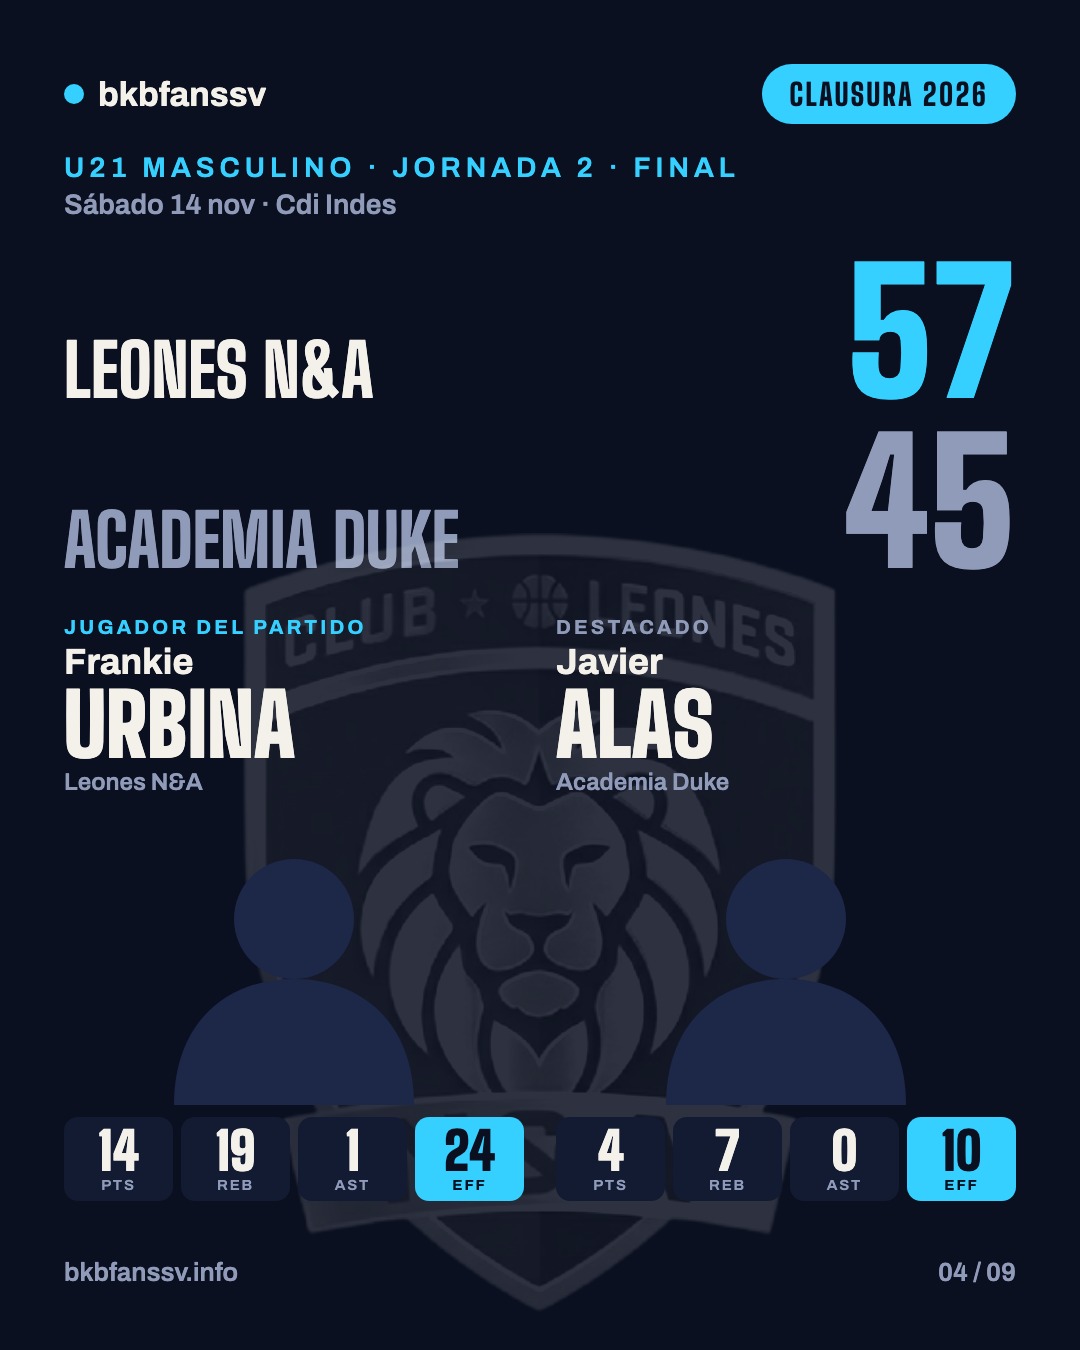 bkbfanssv
CLAUSURA 2026
U21 MASCULINO · JORNADA 2 · FINAL
Sábado 14 nov · Cdi Indes
LEONES N&A
57
ACADEMIA DUKE
45
CLUB LEONES
JUGADOR DEL PARTIDO
Frankie
URBINA
Leones N&A
DESTACADO
Javier
ALAS
Academia Duke
14 PTS
19 REB
1 AST
24 EFF
4 PTS
7 REB
0 AST
10 EFF
bkbfanssv.info
04 / 09